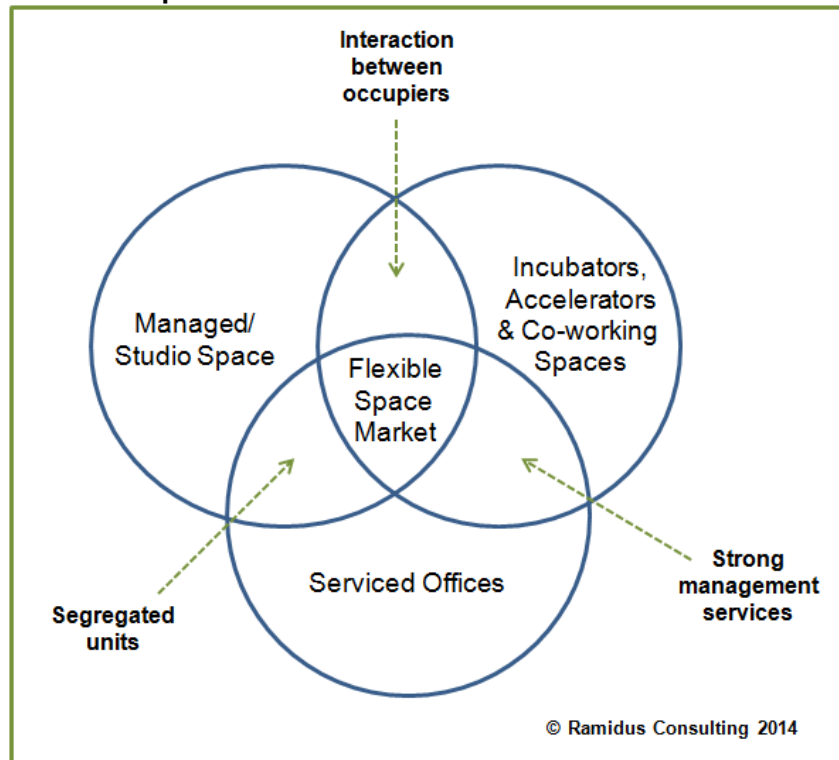 Interaction
between
occupiers
Managed/
Studio Space
Incubators,
Accelerators
& Co-working
Spaces
Flexible
Space
Market
Segregated
units
Serviced Offices
Strong
management
services
© Ramidus Consulting 2014